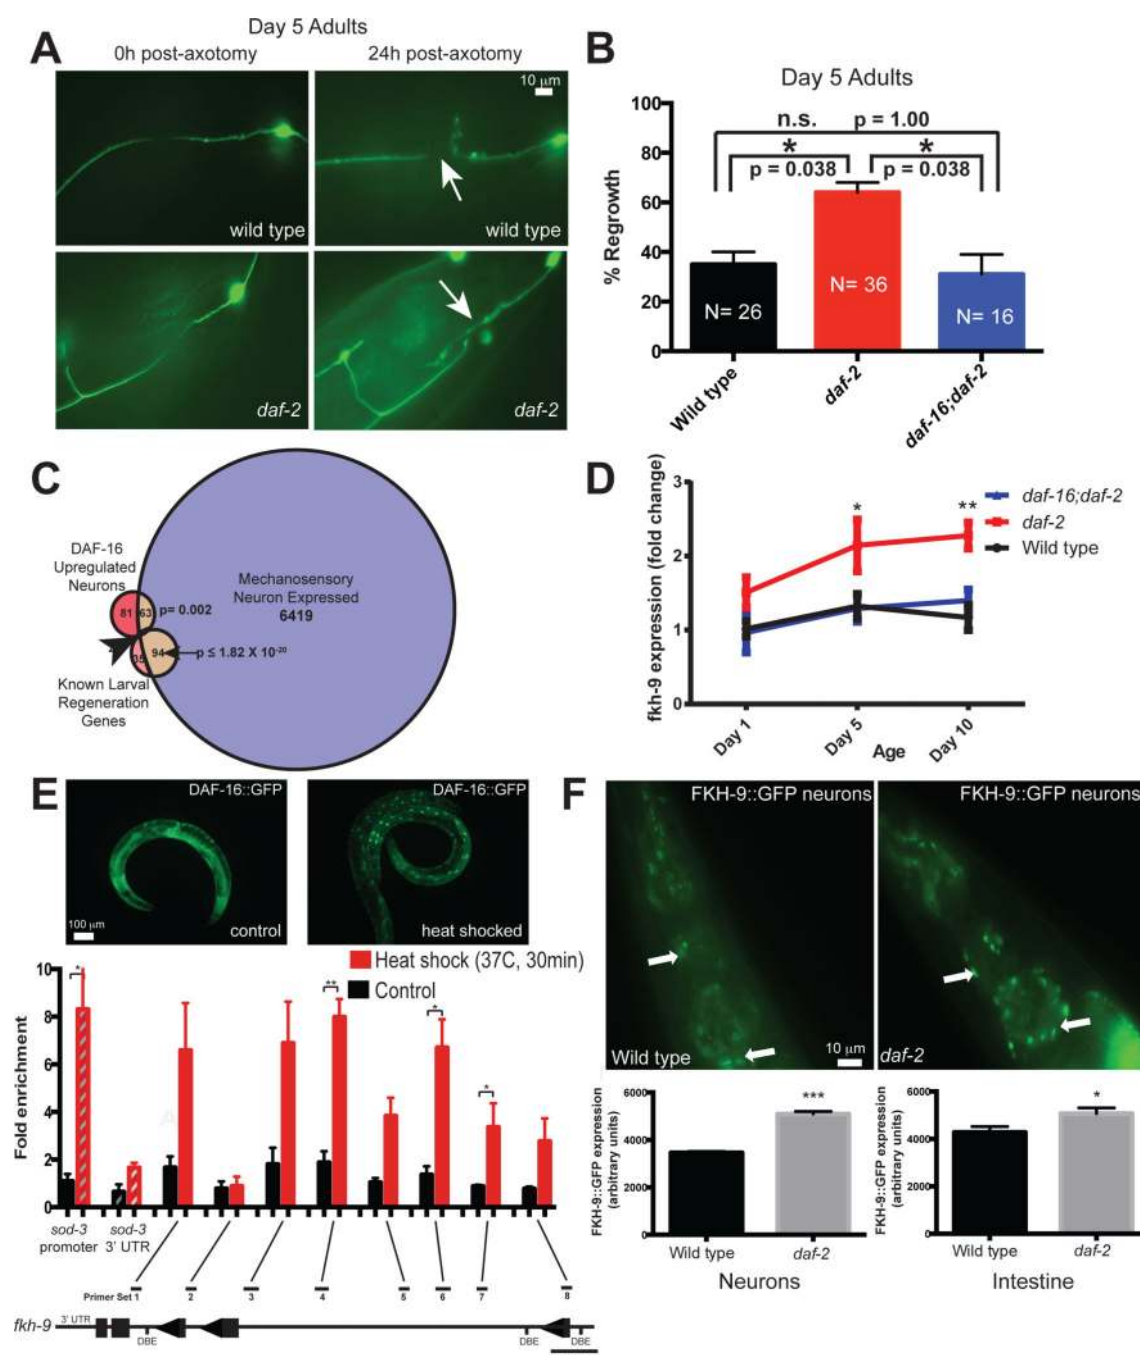 A
Day 5 Adults
0h post-axotomy
24h post-axotomy
10 μm
wild type
wild type
daf-2
daf-2
B
Day 5 Adults
% Regrowth
100
80
60
40
20
0
n.s. p = 1.00
* *
p = 0.038 p = 0.038
N= 26
N= 36
N= 16
Wild type
daf-2
daf-16;daf-2
C
DAF-16
Upregulated
Neurons
81
63
p= 0.002
Mechanosensory
Neuron Expressed
6419
35
94
p ≤ 1.82 X 10⁻²⁰
Known Larval
Regeneration
Genes
D
fkh-9 expression (fold change)
3
2
1
0
*
**
daf-16;daf-2
daf-2
Wild type
Day 1
Day 5
Day 10
Age
E
DAF-16::GFP
100 μm
control
DAF-16::GFP
heat shocked
Heat shock (37C, 30min)
Control
Fold enrichment
10
8
6
4
2
0
*
**
*
*
sod-3
promoter
sod-3
3' UTR
Primer Set 1 2 3 4 5 6 7 8
fkh-9
3' UTR
DBE
DBE
DBE
F
FKH-9::GFP neurons
Wild type
10 μm
FKH-9::GFP neurons
daf-2
FKH-9::GFP expression
(arbitrary units)
6000
4000
2000
0
***
Wild type
daf-2
Neurons
FKH-9::GFP expression
(arbitrary units)
6000
4000
2000
0
*
Wild type
daf-2
Intestine